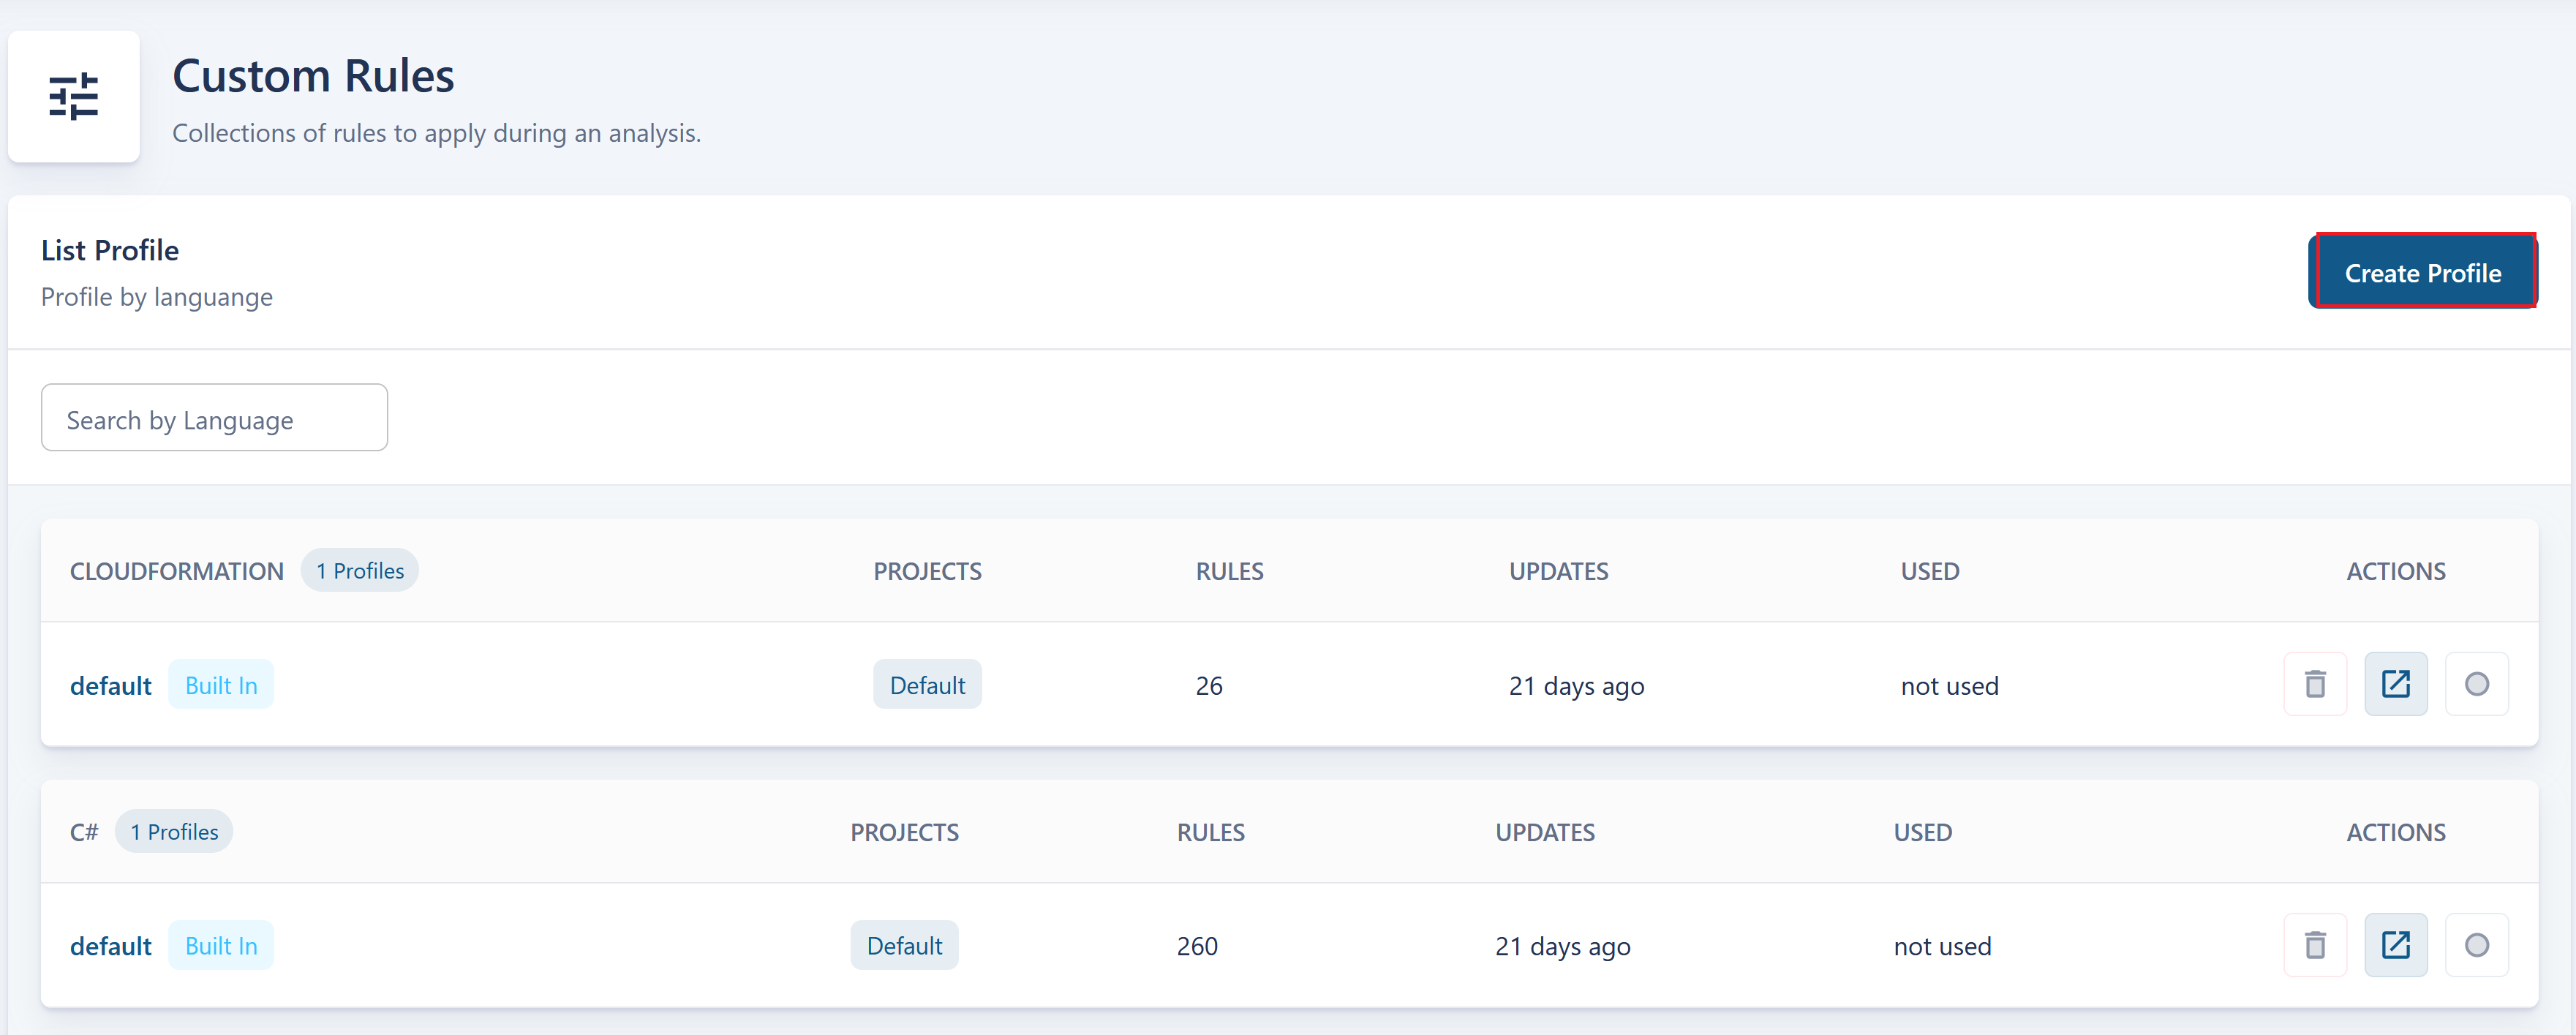 Custom Rules
Collections of rules to apply during an analysis.
List Profile
Profile by languange
Create Profile
Search by Language
CLOUDFORMATION 1 Profiles PROJECTS RULES UPDATES USED ACTIONS
default Built In Default 26 21 days ago not used
C# 1 Profiles PROJECTS RULES UPDATES USED ACTIONS
default Built In Default 260 21 days ago not used